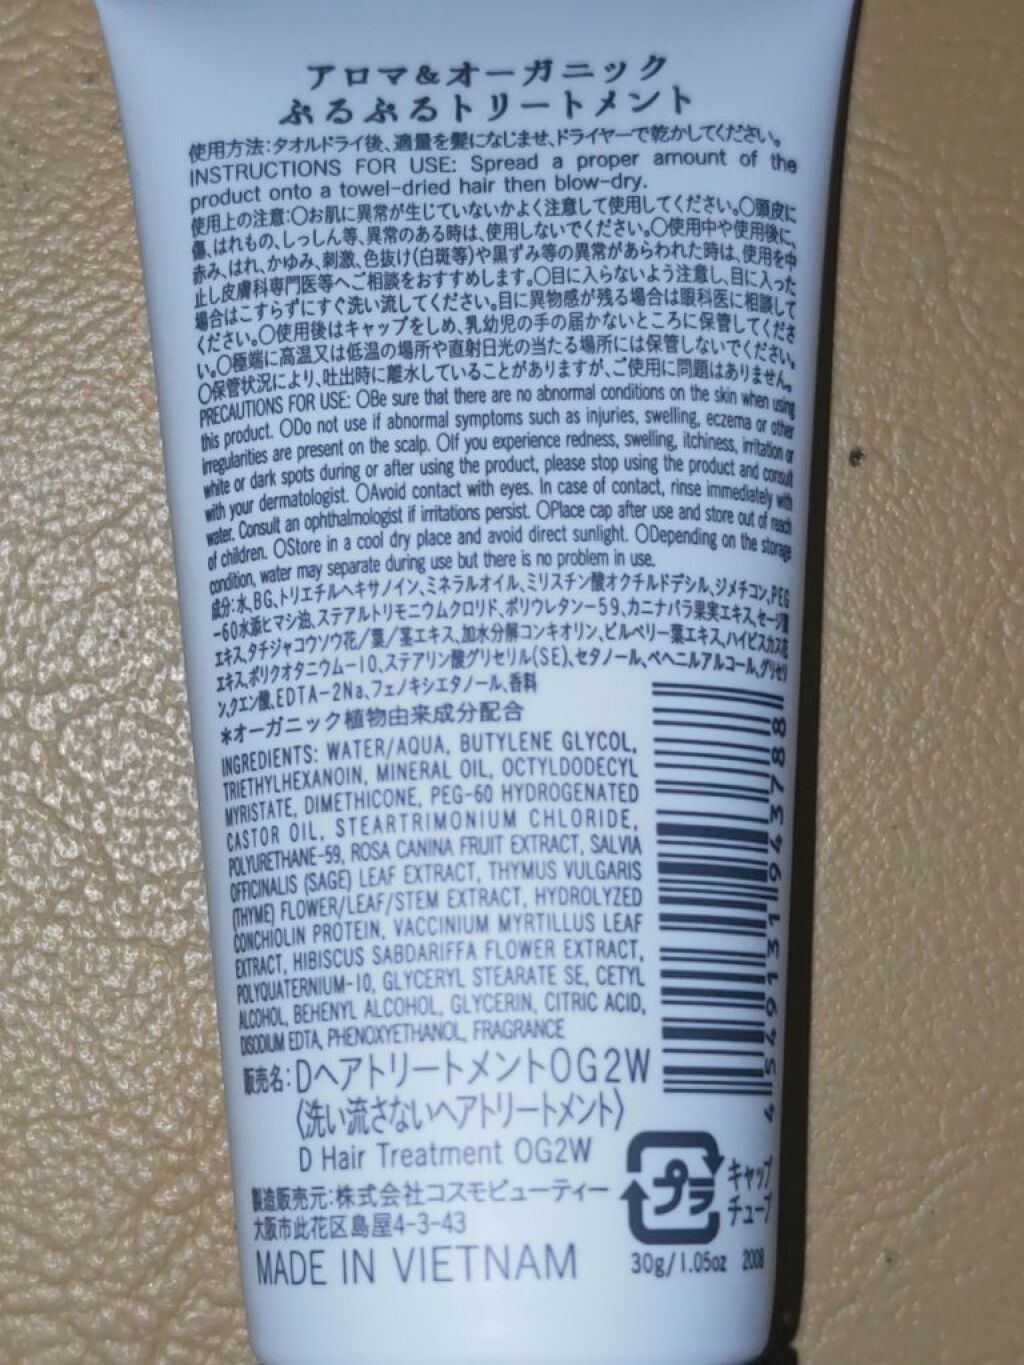 アロマ&オーガニック
ぷるぷるトリートメント
使用方法:タオルドライ後、適量を髪になじませ、ドライヤーで乾かしてください。
INSTRUCTIONS FOR USE: Spread a proper amount of the
product onto a towel-dried hair then blow-dry.
使用上の注意:○お肌に異常が生じていないかよく注意して使用してください。○頭皮に
傷、はれもの、しっしん等、異常のある時は、使用しないでください。○使用中や使用後に、
赤み、はれ、かゆみ、刺激、色抜け(白斑等)や黒ずみ等の異常があらわれた時は、使用を中
止し皮膚科専門医等へご相談をおすすめします。○目に入らないよう注意し、目に入った
場合はこすらずにすぐ洗い流してください。目に異物感が残る場合は眼科医に相談して
ください。○使用後はキャップをしめ、乳幼児の手の届かないところに保管してくださ
い。○極端に高温又は低温の場所や直射日光の当たる場所には保管しないでください。
○保管状況により、吐出時に離水していることがありますが、ご使用に問題はありません。
PRECAUTIONS FOR USE: ○Be sure that there are no abnormal conditions on the skin when using
this product. ○Do not use if abnormal symptoms such as injuries, swelling, eczema or other
irregularities are present on the scalp. ○If you experience redness, swelling, itchiness, irritation or
white or dark spots during or after using the product, please stop using the product and consult
with your dermatologist. ○Avoid contact with eyes. In case of contact, rinse immediately with
water. Consult an ophthalmologist if irritations persist. ○Place cap after use and store out of reach
of children. ○Store in a cool dry place and avoid direct sunlight. ○Depending on the storage
condition, water may separate during use but there is no problem in use.
成分:水、BG、トリエチルヘキサノイン、ミネラルオイル、ミリスチン酸オクチルドデシル、ジメチコン、PEG
-60水添ヒマシ油、ステアルトリモニウムクロリド、ポリウレタン-59、カニナバラ果実エキス、セージ葉
エキス、タチジャコウソウ花/葉/茎エキス、加水分解コンキオリン、ビルベリー葉エキス、ハイビスカス花
エキス、ポリクオタニウム-10、ステアリン酸グリセリル(SE)、セタノール、ベヘニルアルコール、グリセリ
ン、クエン酸、EDTA-2Na、フェノキシエタノール、香料
*オーガニック植物由来成分配合
INGREDIENTS: WATER/AQUA, BUTYLENE GLYCOL,
TRIETHYLHEXANOIN, MINERAL OIL, OCTYLDODECYL
MYRISTATE, DIMETHICONE, PEG-60 HYDROGENATED
CASTOR OIL, STEARTRIMONIUM CHLORIDE,
POLYURETHANE-59, ROSA CANINA FRUIT EXTRACT, SALVIA
OFFICINALIS (SAGE) LEAF EXTRACT, THYMUS VULGARIS
(THYME) FLOWER/LEAF/STEM EXTRACT, HYDROLYZED
CONCHIOLIN PROTEIN, VACCINIUM MYRTILLUS LEAF
EXTRACT, HIBISCUS SABDARIFFA FLOWER EXTRACT,
POLYQUATERNIUM-10, GLYCERYL STEARATE SE, CETYL
ALCOHOL, BEHENYL ALCOHOL, GLYCERIN, CITRIC ACID,
DISODIUM EDTA, PHENOXYETHANOL, FRAGRANCE
販売名:DヘアトリートメントOG2W
〈洗い流さないヘアトリートメント〉
D Hair Treatment OG2W
製造販売元:株式会社コスモビューティー
大阪市此花区島屋4-3-43
MADE IN VIETNAM
プラ
キャップ
チューブ
30g/1.05oz 2008